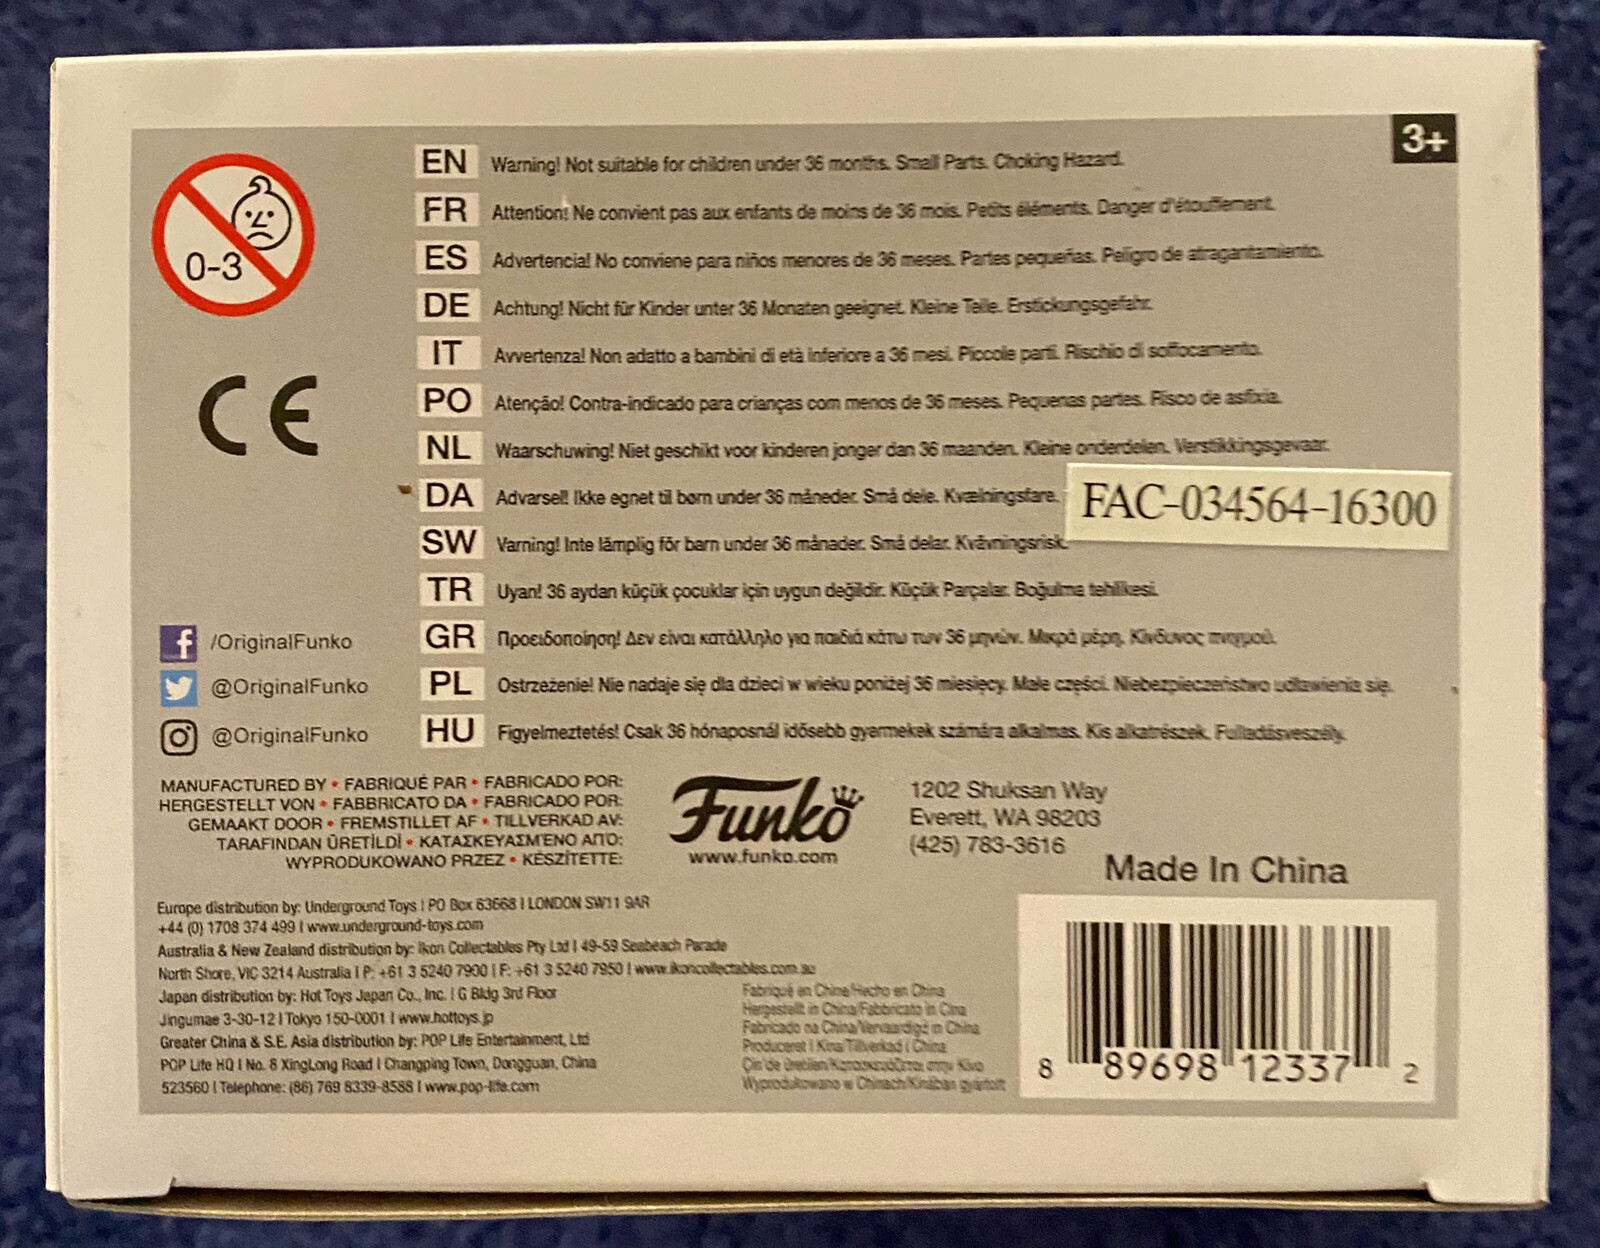 3+
0-3
EN Warning! Not suitable for children under 36 months. Small Parts. Choking Hazard.
FR Attention! Ne convient pas aux enfants de moins de 36 mois. Petits éléments. Danger d'étouffement.
ES Advertencia! No conviene para niños menores de 36 meses. Partes pequeñas. Peligro de atragantamiento.
DE Achtung! Nicht für Kinder unter 36 Monaten geeignet. Kleine Teile. Erstickungsgefahr.
IT Avvertenza! Non adatto a bambini di età inferiore a 36 mesi. Piccole parti. Rischio di soffocamento.
PO Atenção! Contra-indicado para crianças com menos de 36 meses. Pequenas partes. Risco de asfixia.
NL Waarschuwing! Niet geschikt voor kinderen jonger dan 36 maanden. Kleine onderdelen. Verstikkingsgevaar.
DA Advarsel! Ikke egnet til børn under 36 måneder. Små dele. Kvælningsfare.
FAC-034564-16300
SW Varning! Inte lämplig för barn under 36 månader. Små delar. Kvävningsrisk.
TR Uyan! 36 aydan küçük çocuklar için uygun değildir. Küçük Parçalar. Boğulma tehlikesi.
GR Προειδοποίηση! Δεν είναι κατάλληλο για παιδιά κάτω των 36 μηνών. Μικρά μέρη. Κίνδυνος πνιγμού.
PL Ostrzeżenie! Nie nadaje się dla dzieci w wieku poniżej 36 miesięcy. Małe części. Niebezpieczeństwo udławienia się.
HU Figyelmeztetés! Csak 36 hónaposnál idősebb gyermekek számára alkalmas. Kis alkatrészek. Fulladásveszély.
CE
/OriginalFunko
@OriginalFunko
@OriginalFunko
MANUFACTURED BY • FABRIQUÉ PAR • FABRICADO POR:
HERGESTELLT VON • FABBRICATO DA • FABRICADO POR:
GEMAAKT DOOR • FREMSTILLET AF • TILLVERKAD AV:
TARAFINDAN ÜRETİLDİ • ΚΑΤΑΣΚΕΥΑΣΜΈΝΟ ΑΠΌ:
WYPRODUKOWANO PRZEZ • KÉSZÍTETTE:
Funko
www.funko.com
1202 Shuksan Way
Everett, WA 98203
(425) 783-3616
Made In China
Europe distribution by: Underground Toys | PO Box 63668 | LONDON SW11 9AR
+44 (0) 1708 374 499 | www.underground-toys.com
Australia & New Zealand distribution by: Ikon Collectables Pty Ltd | 49-59 Seabeach Parade
North Shore, VIC 3214 Australia | P: +61 3 5240 7900 | F: +61 3 5240 7950 | www.ikoncollectables.com.au
Japan distribution by: Hot Toys Japan Co., Inc. | G Bldg 3rd Floor
Jingumae 3-30-12 | Tokyo 150-0001 | www.hottoys.jp
Greater China & S.E. Asia distribution by: POP Life Entertainment, Ltd
POP Life HQ | No. 8 XingLong Road | Changping Town, Dongguan, China
523560 | Telephone: (86) 769 8339-8588 | www.pop-life.com
Fabriqué en Chine/Hecho en China
Hergestellt in China/Fabbricato in Cina
Fabricado na China/Vervaardigd in China
Produceret i Kina/Tillverkad i China
Çin'de üretilen/Κατασκευάζεται στην Κίνα
Wyprodukowano w Chinach/Kínában gyártott
8 89698 12337 2